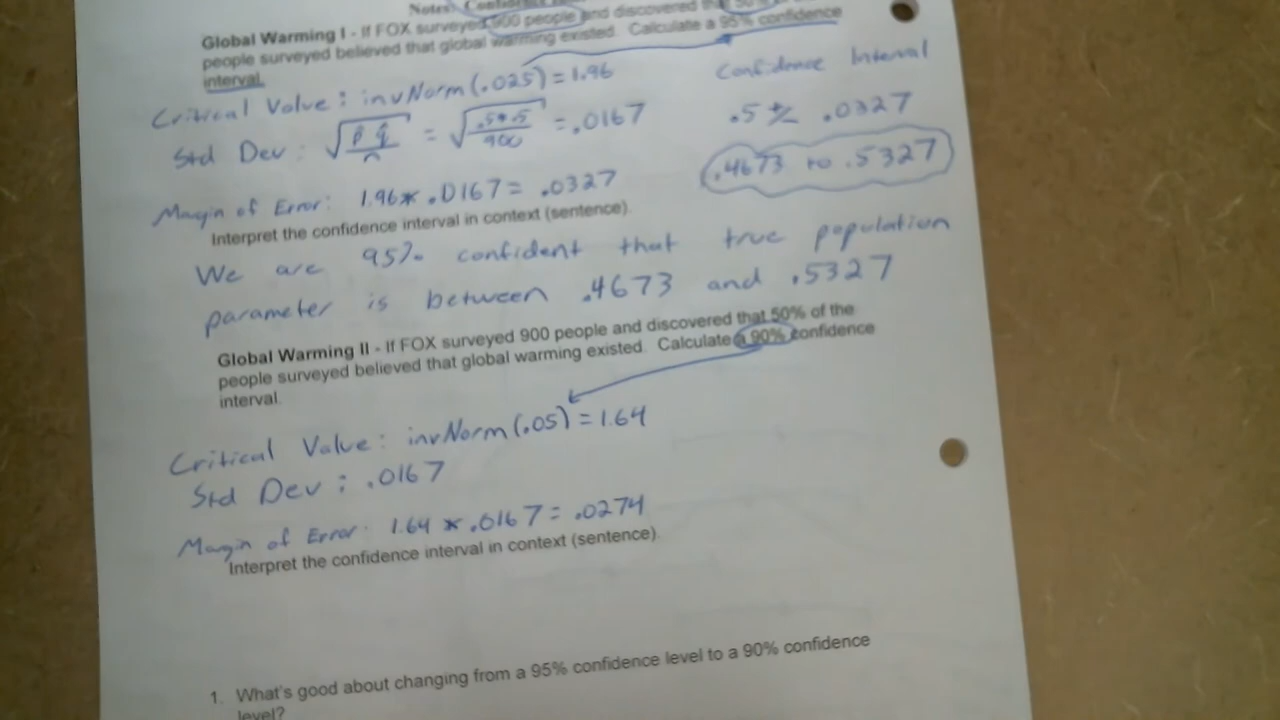 Notes:
Global Warming I - If FOX surveyed 900 people and discovered
people surveyed believed that global warming existed. Calculate a 95% confidence
interval.
Critical Value: invNorm(.025) = 1.96
Std Dev: √(p̂ q̂ / n) = √(.5*.5 / 900) = .0167
Margin of Error: 1.96 * .0167 = .0327
Confidence Interval
.5 +/- .0327
.4673 to .5327
Interpret the confidence interval in context (sentence).
We are 95% confident that true population
parameter is between .4673 and .5327
Global Warming II - If FOX surveyed 900 people and discovered that 50% of the
people surveyed believed that global warming existed. Calculate a 90% confidence
interval.
Critical Value: invNorm(.05) = 1.64
Std Dev: .0167
Margin of Error: 1.64 * .0167 = .0274
Interpret the confidence interval in context (sentence).
1. What's good about changing from a 95% confidence level to a 90% confidence
level?